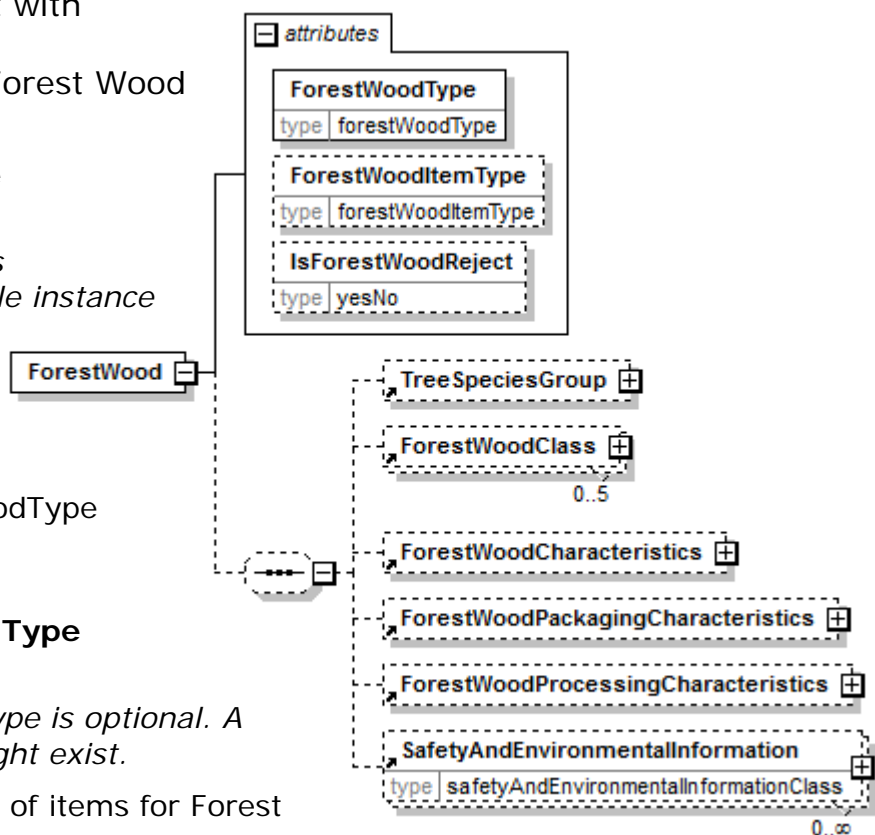 with
attributes
orest Wood
ForestWoodType
type forestWoodType
ForestWoodItemType
type forestWoodItemType
IsForestWoodReject
type yesNo
le instance
ForestWood
TreeSpeciesGroup
ForestWoodClass
0..5
odType
ForestWoodCharacteristics
Type
ForestWoodPackagingCharacteristics
ype is optional. A
ght exist.
ForestWoodProcessingCharacteristics
SafetyAndEnvironmentalInformation
type safetyAndEnvironmentalInformationClass
0..∞
of items for Forest